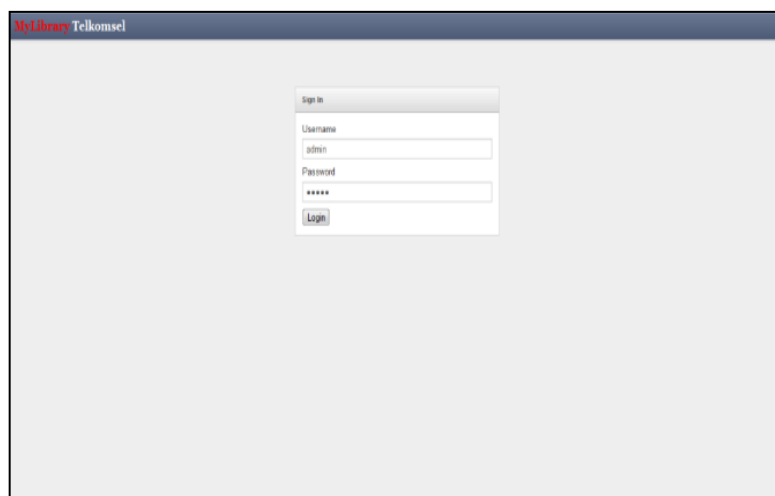 MyLibrary Telkomsel
Sign In
Username
admin
Password
*****
Login